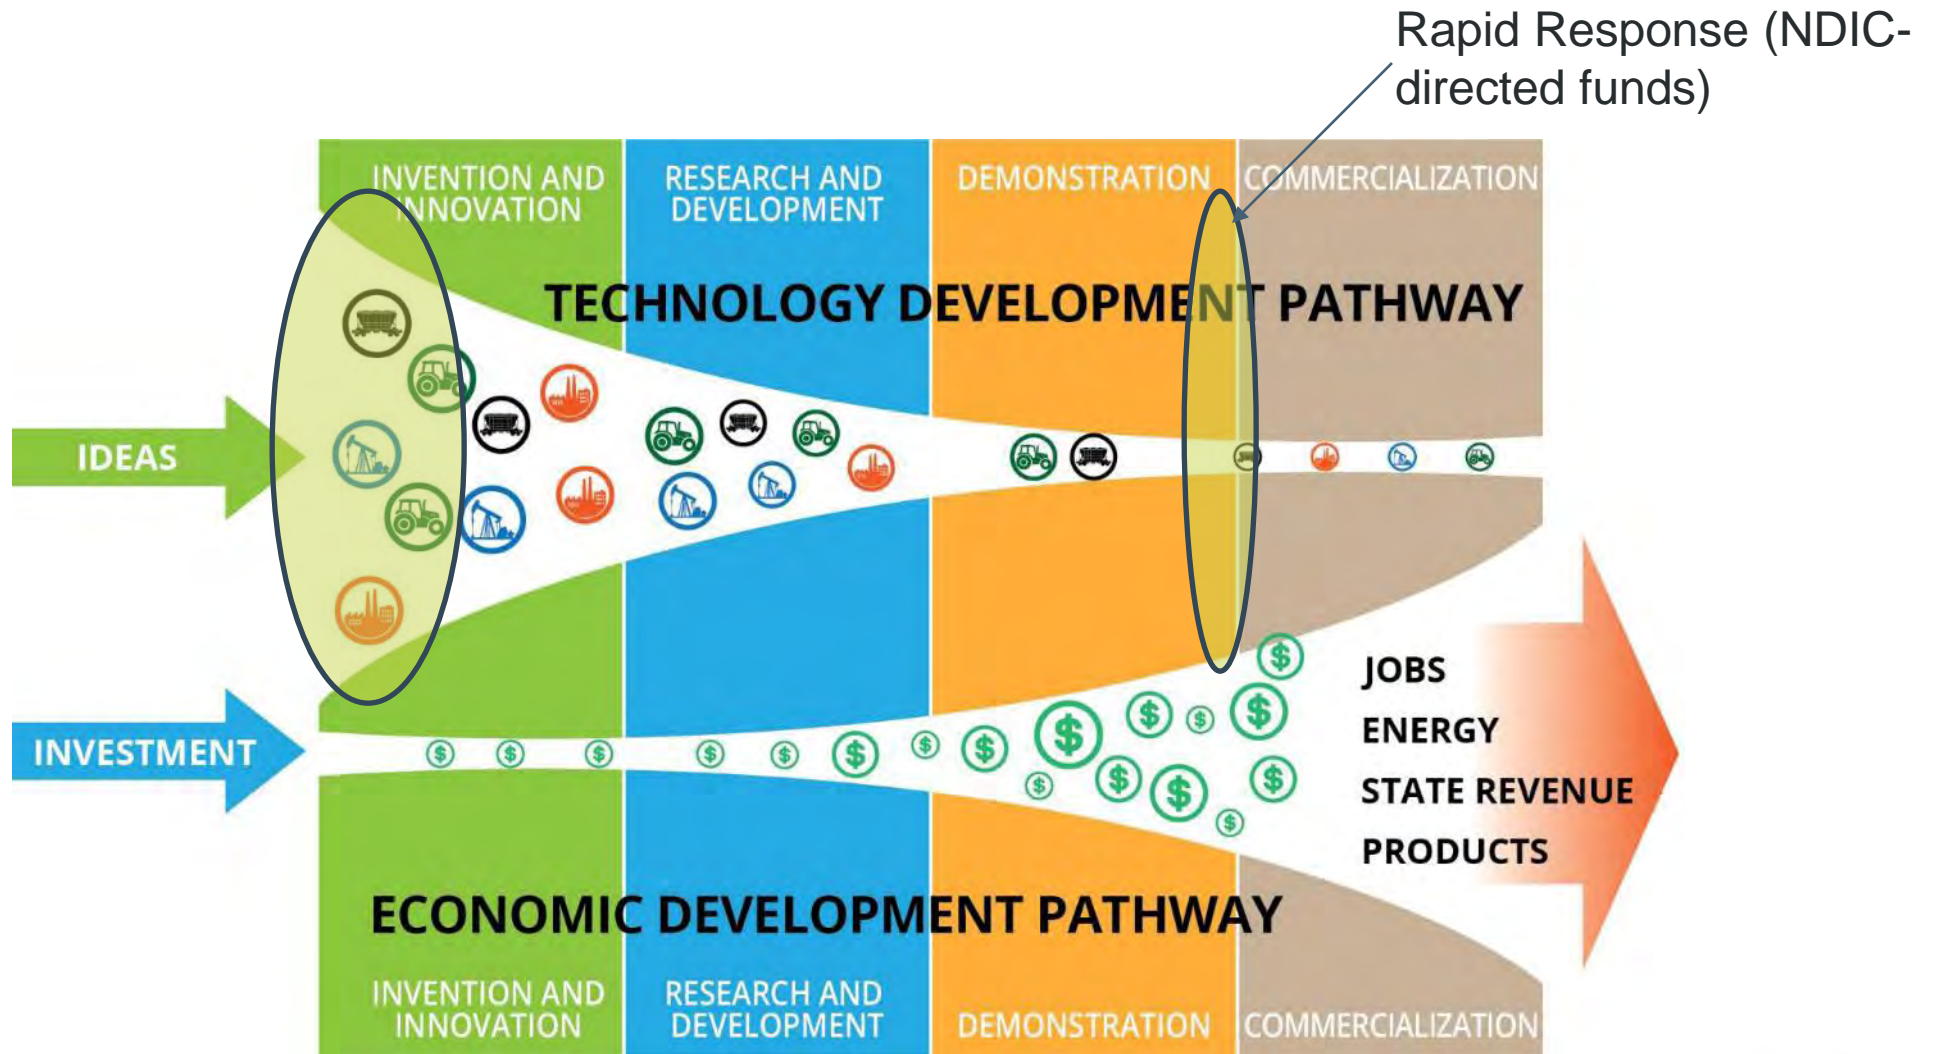 Rapid Response (NDIC-
directed funds)
INVENTION AND
INNOVATION
RESEARCH AND
DEVELOPMENT
DEMONSTRATION
COMMERCIALIZATION
TECHNOLOGY DEVELOPMENT PATHWAY
IDEAS
INVESTMENT
$ $ $ $ $ $ $ $ $ $ $ $ $ $ $ $ $ $
JOBS
ENERGY
STATE REVENUE
PRODUCTS
ECONOMIC DEVELOPMENT PATHWAY
INVENTION AND
INNOVATION
RESEARCH AND
DEVELOPMENT
DEMONSTRATION
COMMERCIALIZATION